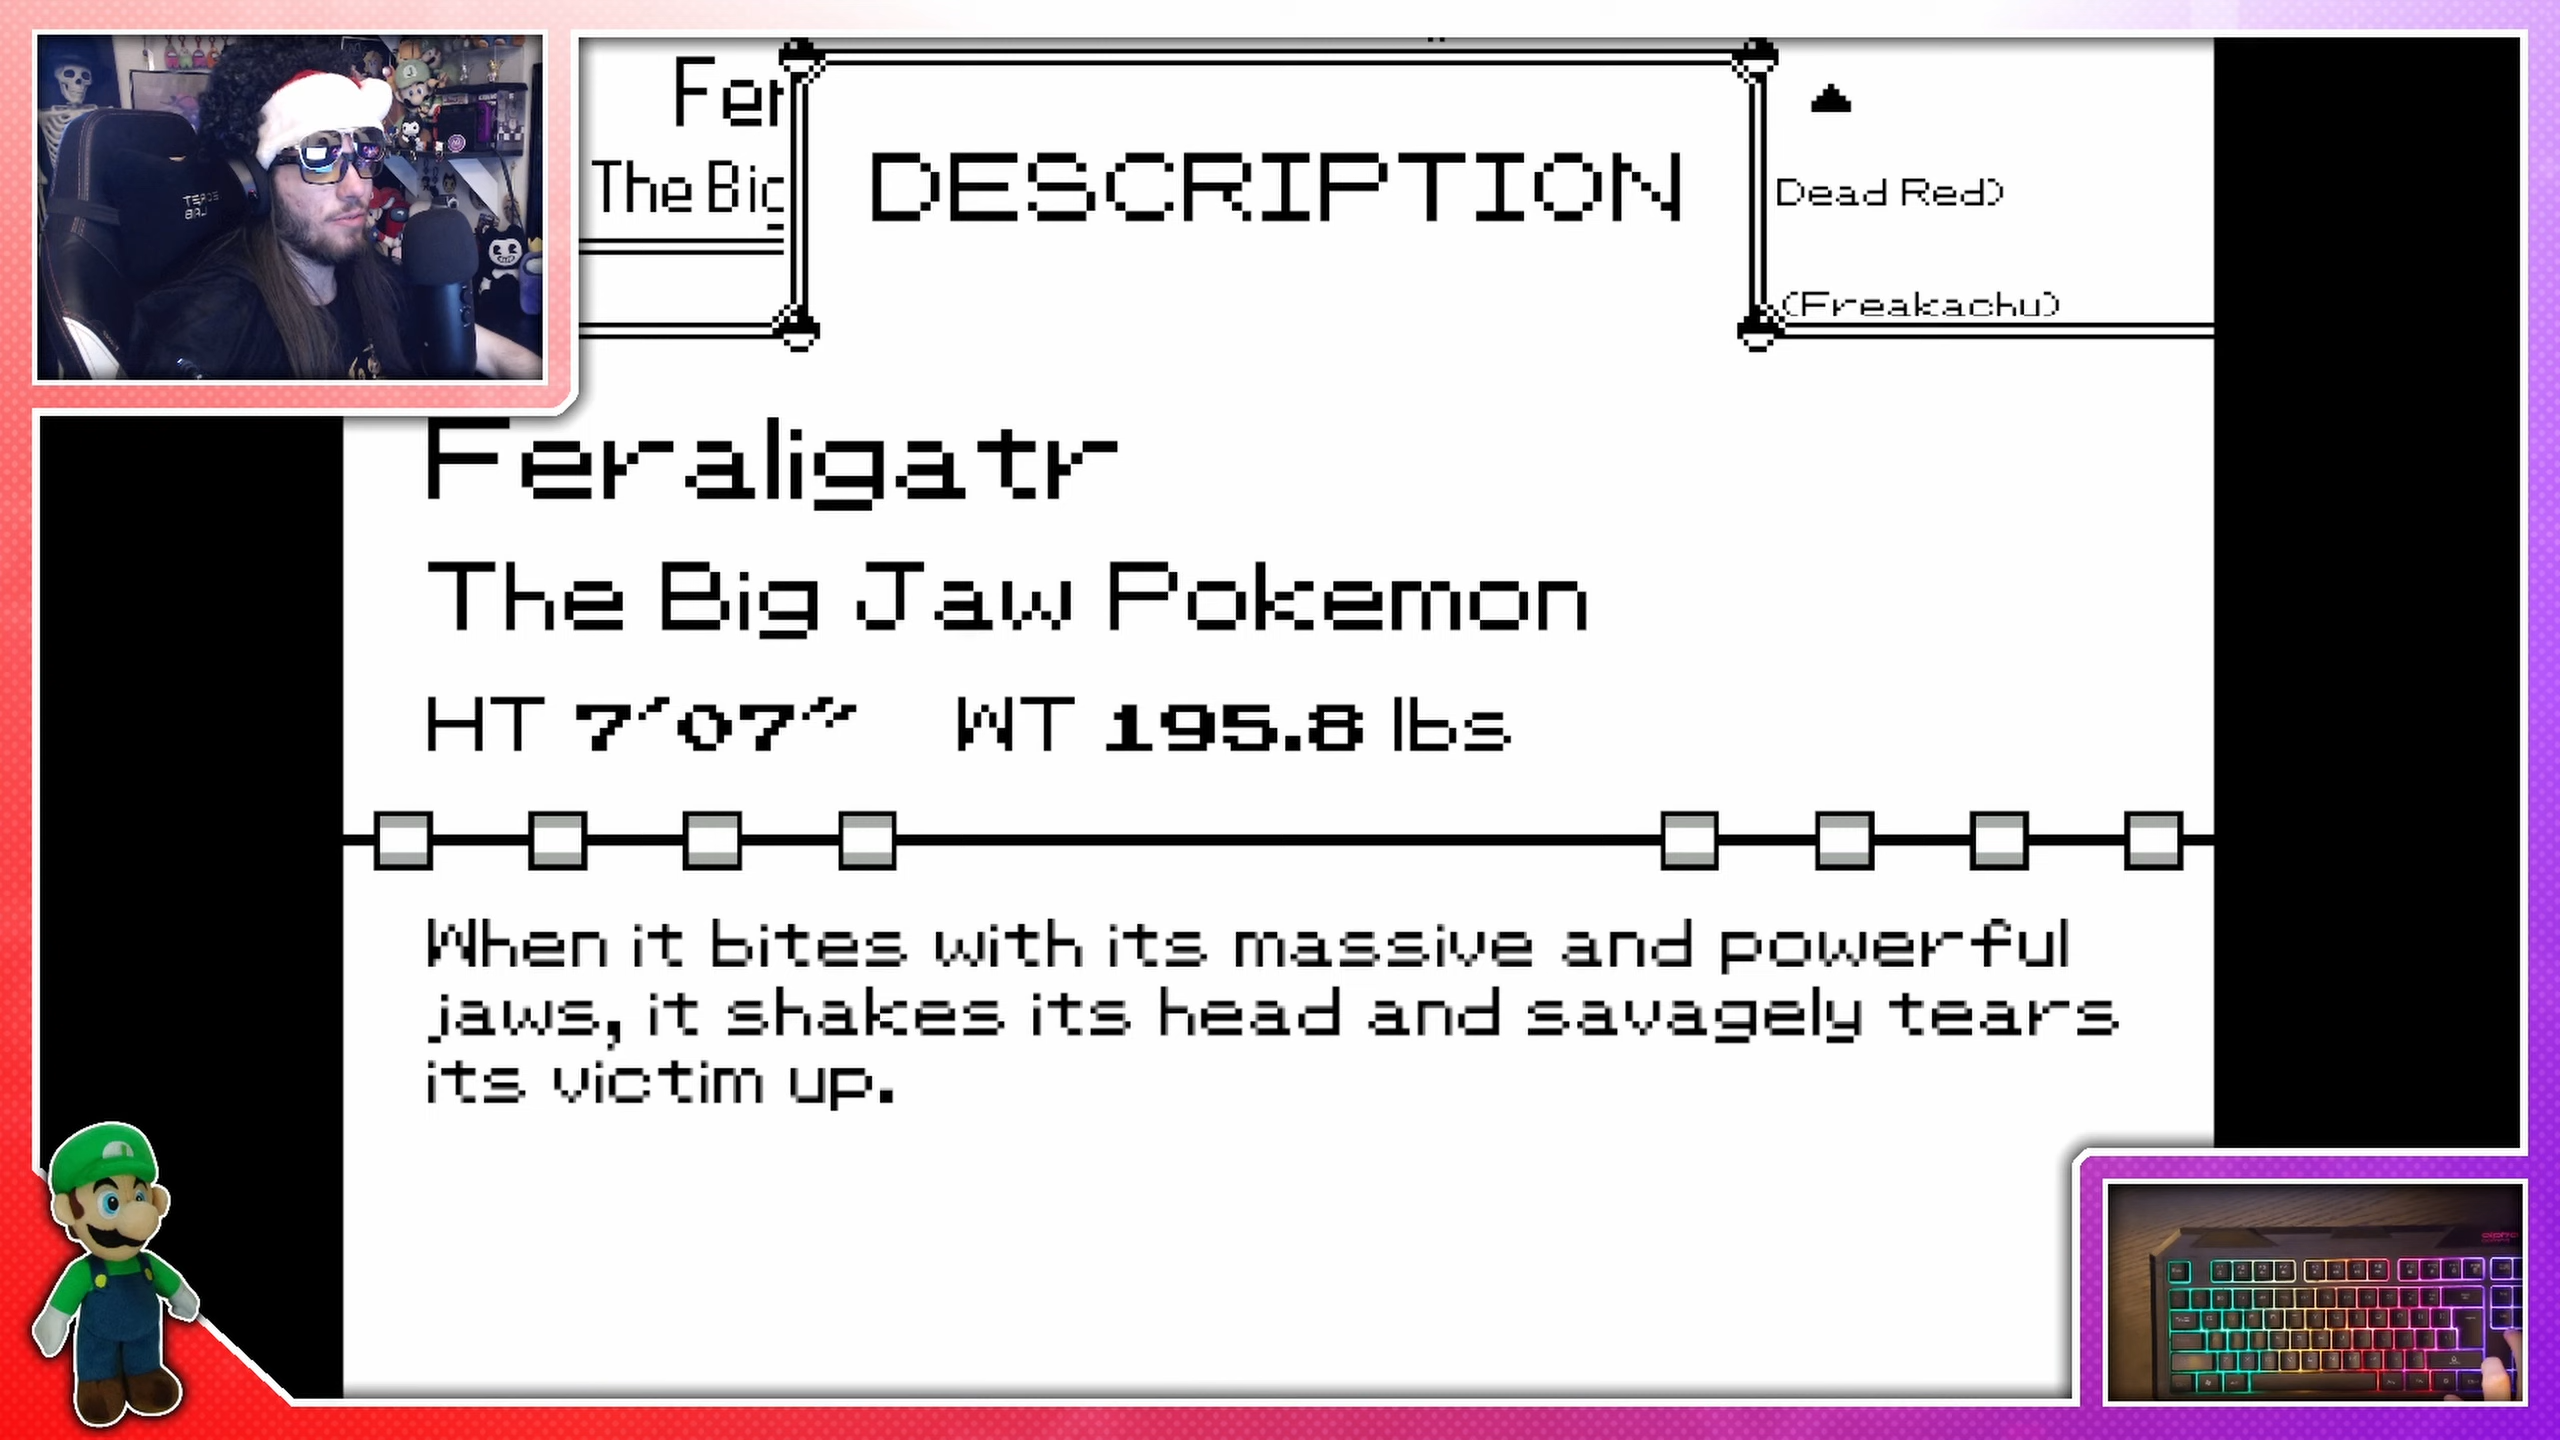 Fer
The Big
DESCRIPTION
Dead Red)
(Freakachu)
Feraligatr
The Big Jaw Pokemon
HT 7'07" WT 195.8 lbs
When it bites with its massive and powerful
jaws, it shakes its head and savagely tears
its victim up.